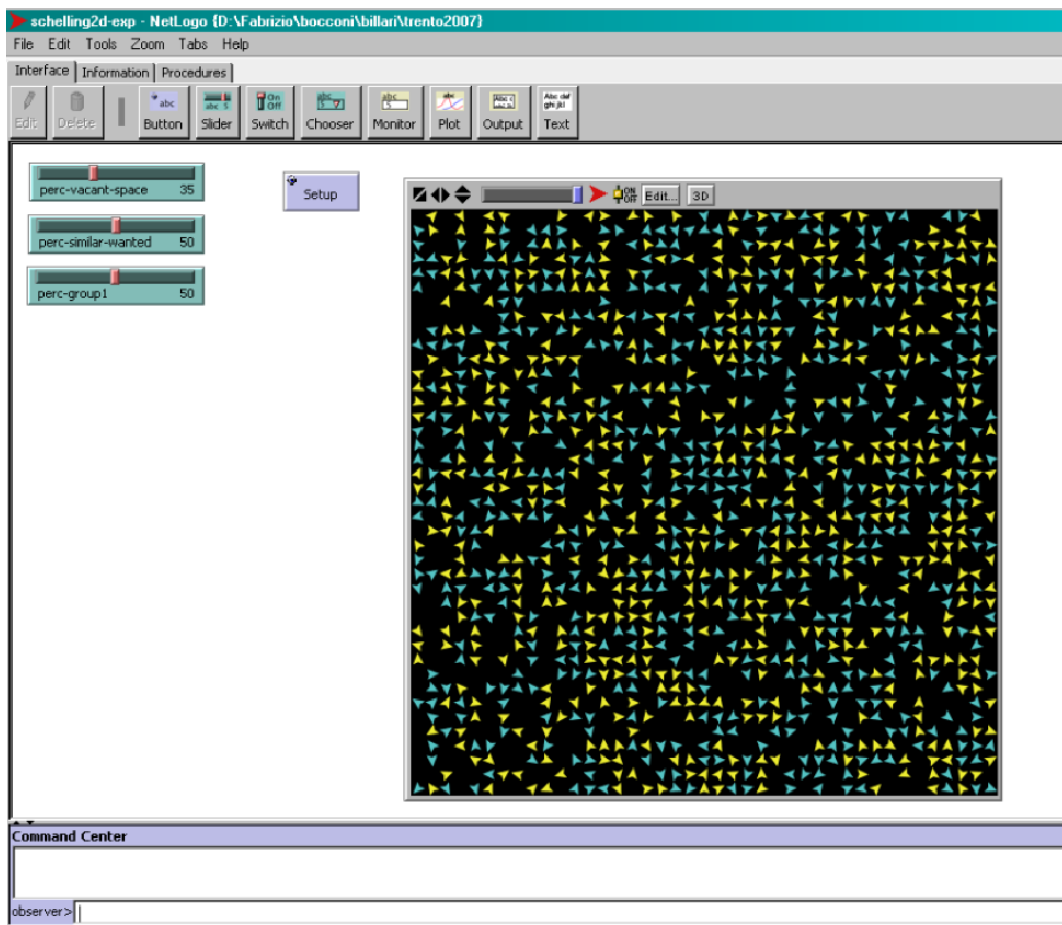 schelling2d-exp - NetLogo {D:\Fabrizio\bocconi\billari\trento2007}
File Edit Tools Zoom Tabs Help
Interface Information Procedures
Edit Delete Button Slider Switch Chooser Monitor Plot Output Text
perc-vacant-space 35
Setup
ON OFF Edit... 3D
perc-similar-wanted 50
perc-group1 50
Command Center
observer>